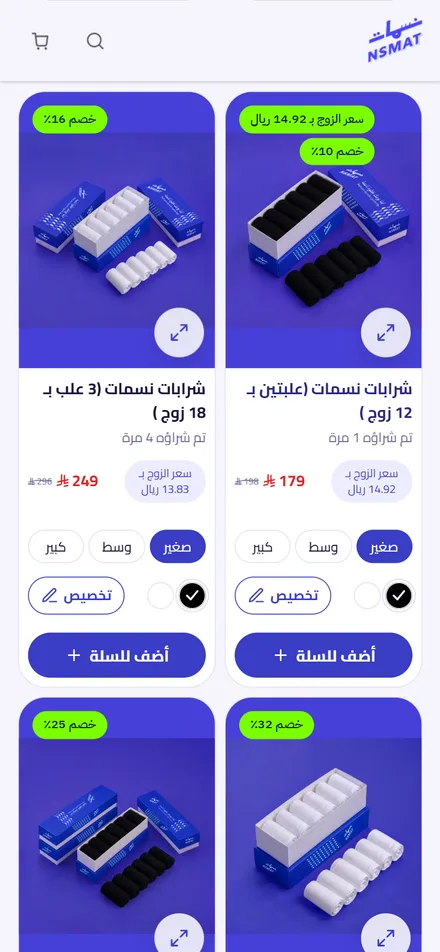 نسمات
NSMAT
سعر الزوج بـ 14.92 ريال
خصم 10٪
خصم 16٪
شرابات نسمات (علبتين بـ
12 زوج )
تم شراؤه 1 مرة
سعر الزوج بـ
14.92 ريال
179
198
صغير
وسط
كبير
تخصيص
أضف للسلة +
شرابات نسمات (3 علب بـ
18 زوج )
تم شراؤه 4 مرة
سعر الزوج بـ
13.83 ريال
249
296
صغير
وسط
كبير
تخصيص
أضف للسلة +
خصم 32٪
خصم 25٪